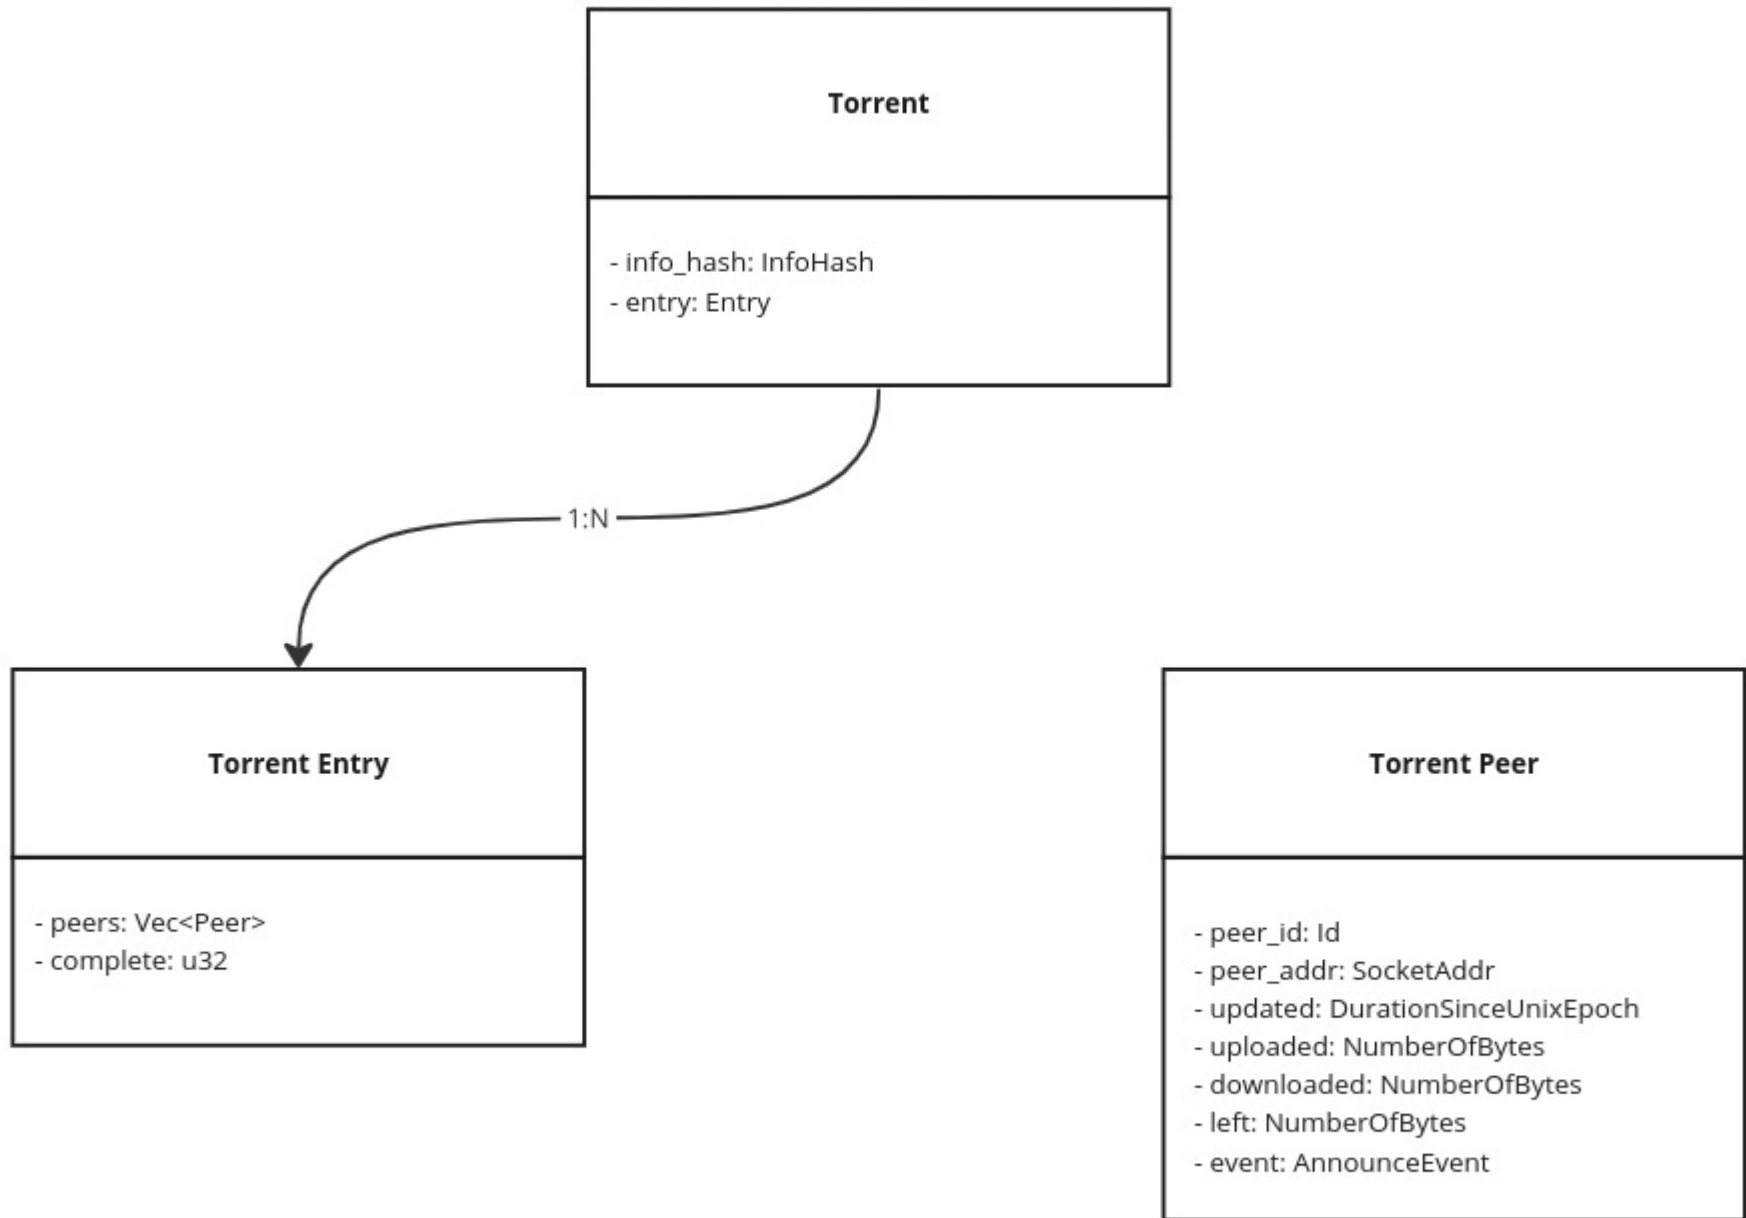 Torrent
- info_hash: InfoHash
- entry: Entry
1:N
Torrent Entry
- peers: Vec<Peer>
- complete: u32
Torrent Peer
- peer_id: Id
- peer_addr: SocketAddr
- updated: DurationSinceUnixEpoch
- uploaded: NumberOfBytes
- downloaded: NumberOfBytes
- left: NumberOfBytes
- event: AnnounceEvent